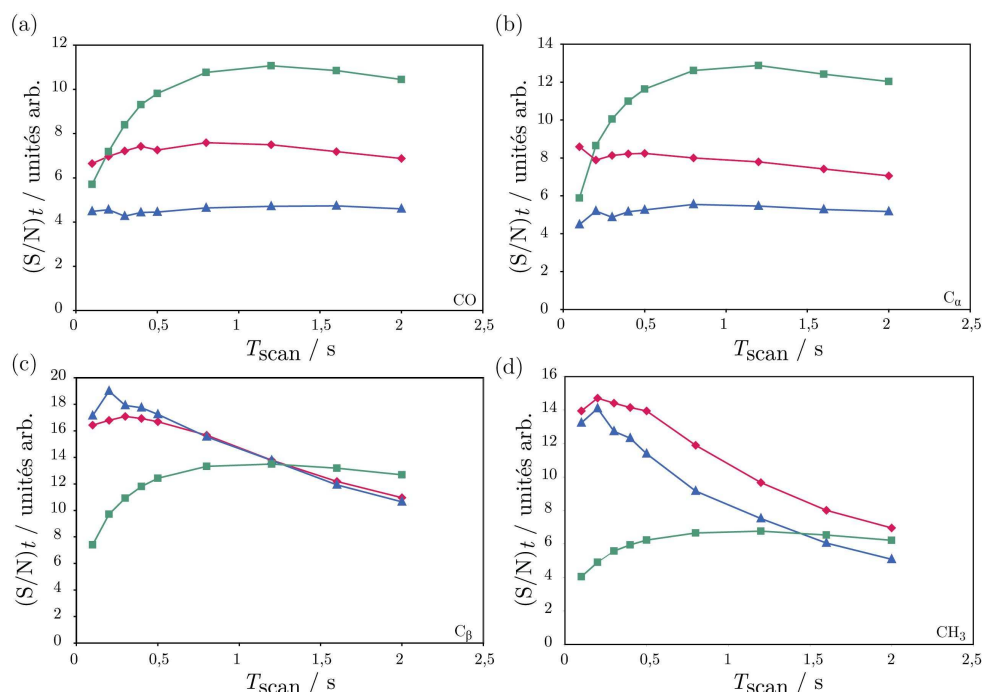 (a)
(S/N)t / unités arb.
12
10
8
6
4
2
0
0 0,5 1 1,5 2 2,5
CO
Tscan / s
(b)
(S/N)t / unités arb.
14
12
10
8
6
4
2
0
0 0,5 1 1,5 2 2,5
Cα
Tscan / s
(c)
(S/N)t / unités arb.
20
18
16
14
12
10
8
6
4
2
0
0 0,5 1 1,5 2 2,5
Cβ
Tscan / s
(d)
(S/N)t / unités arb.
16
14
12
10
8
6
4
2
0
0 0,5 1 1,5 2 2,5
CH3
Tscan / s